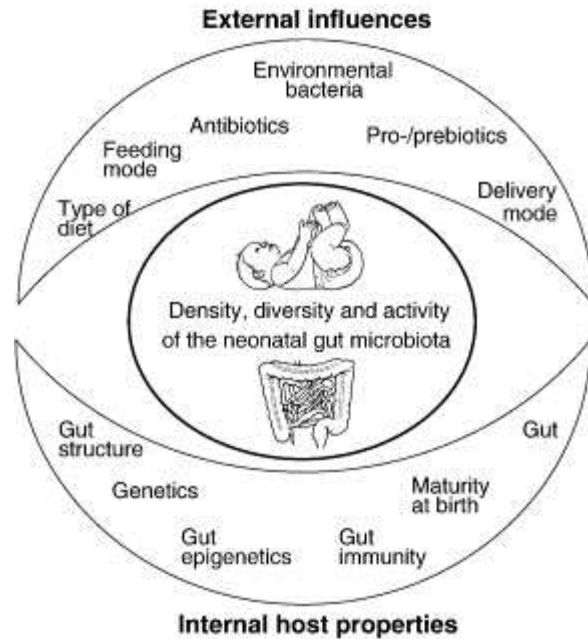 External influences
Environmental
bacteria
Antibiotics
Pro-/prebiotics
Feeding
mode
Delivery
mode
Type of
diet
Density, diversity and activity
of the neonatal gut microbiota
Gut
structure
Gut
Genetics
Maturity
at birth
Gut
epigenetics
Gut
immunity
Internal host properties